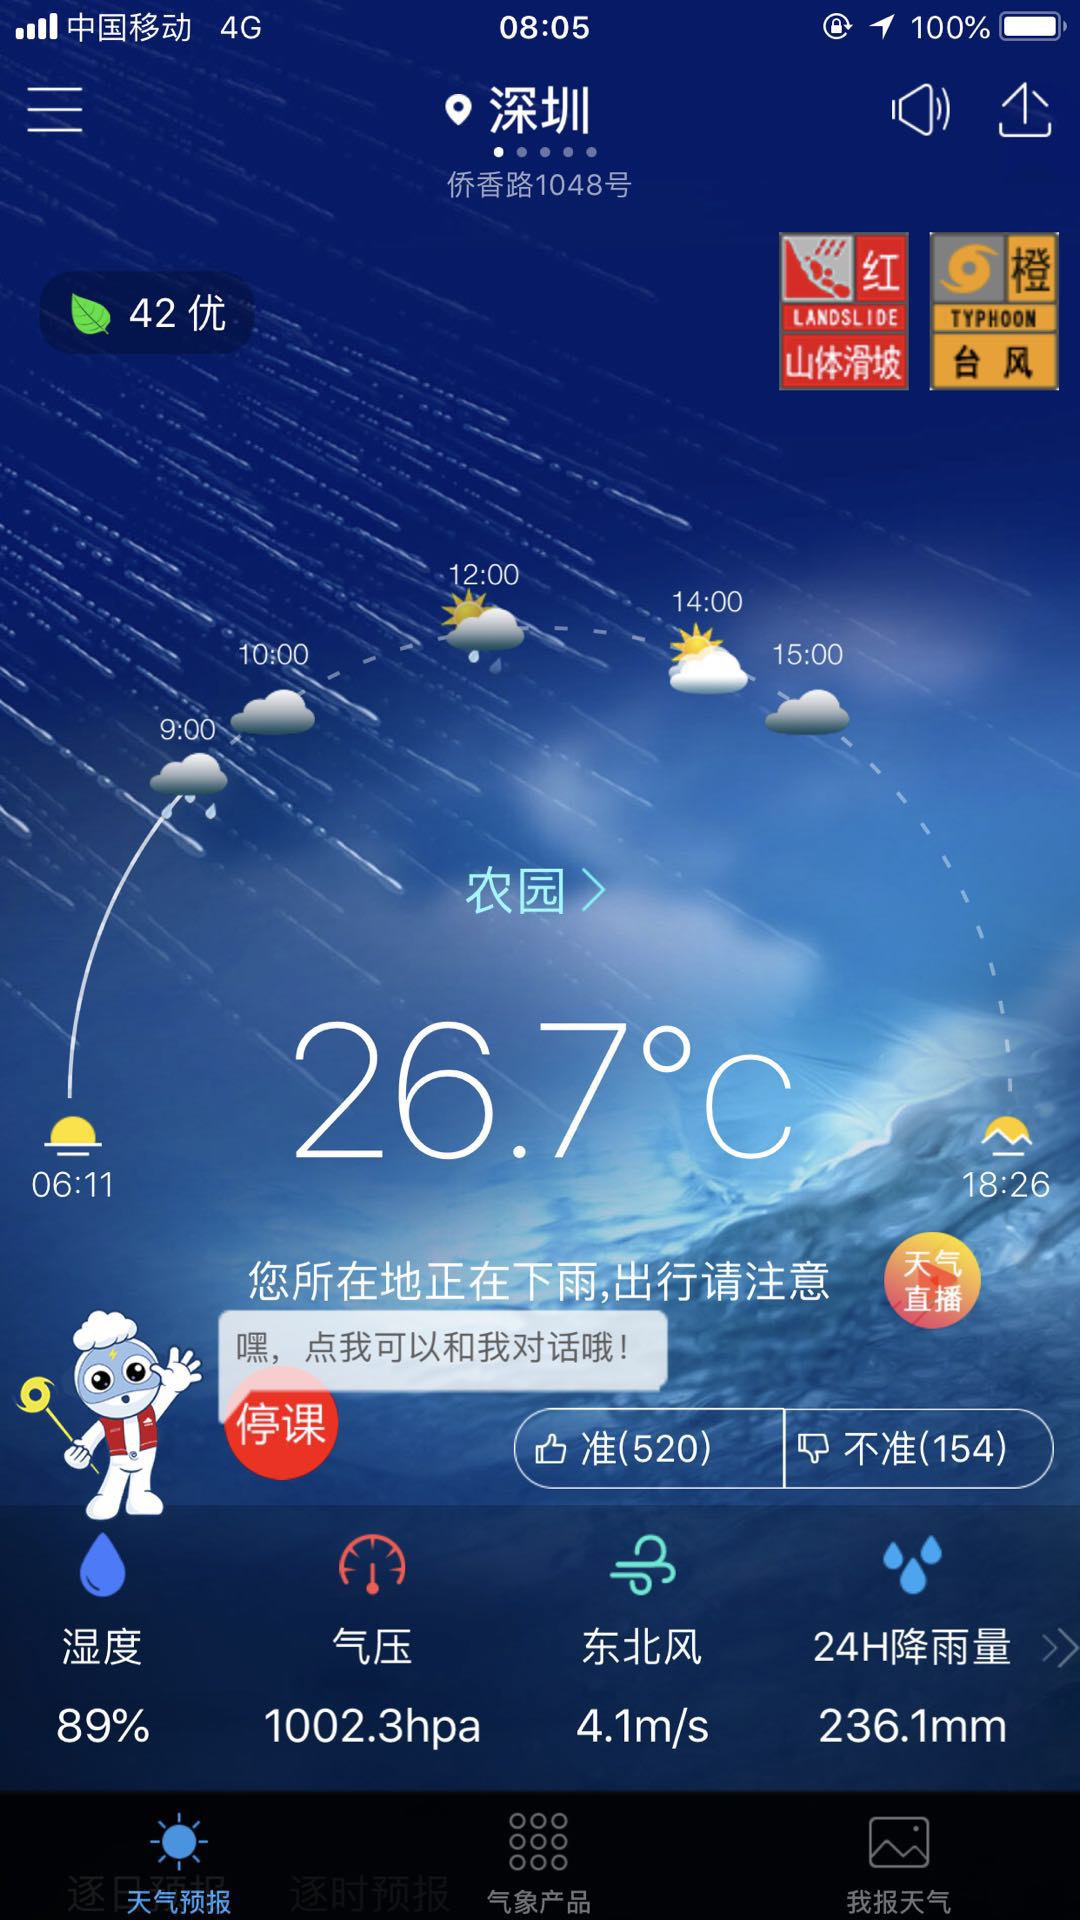 中国移动 4G 08:05 100%
深圳
侨香路1048号
42 优
红
LANDSLIDE
山体滑坡
橙
TYPHOON
台风
12:00
14:00
10:00
15:00
9:00
农园
26.7°C
06:11
18:26
您所在地正在下雨,出行请注意
天气
直播
嘿，点我可以和我对话哦！
停课
准(520)
不准(154)
湿度 气压 东北风 24H降雨量
89% 1002.3hpa 4.1m/s 236.1mm
逐日预报 逐时预报
天气预报 气象产品 我报天气